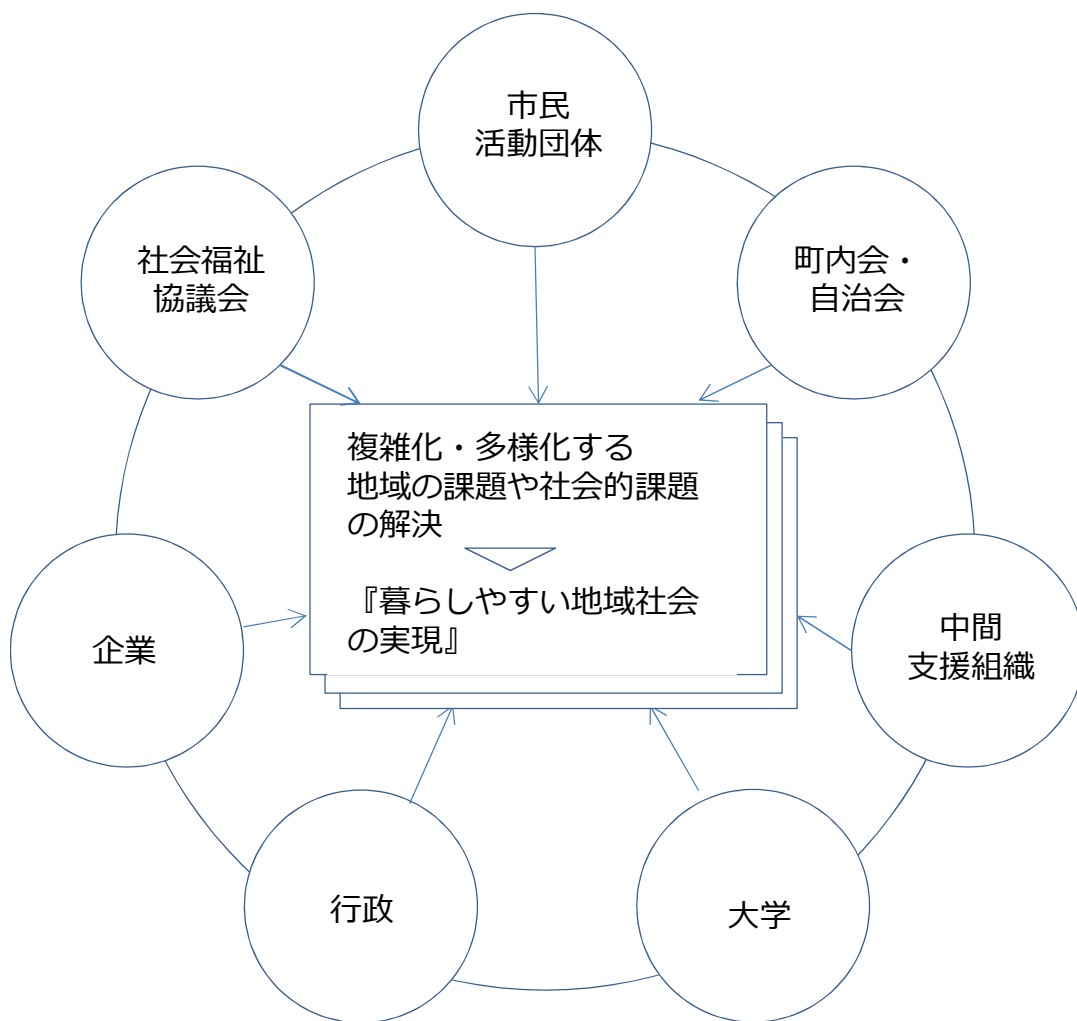 市民
活動団体
社会福祉
協議会
町内会・
自治会
複雑化・多様化する
地域の課題や社会的課題
の解決
『暮らしやすい地域社会
の実現』
企業
中間
支援組織
行政
大学